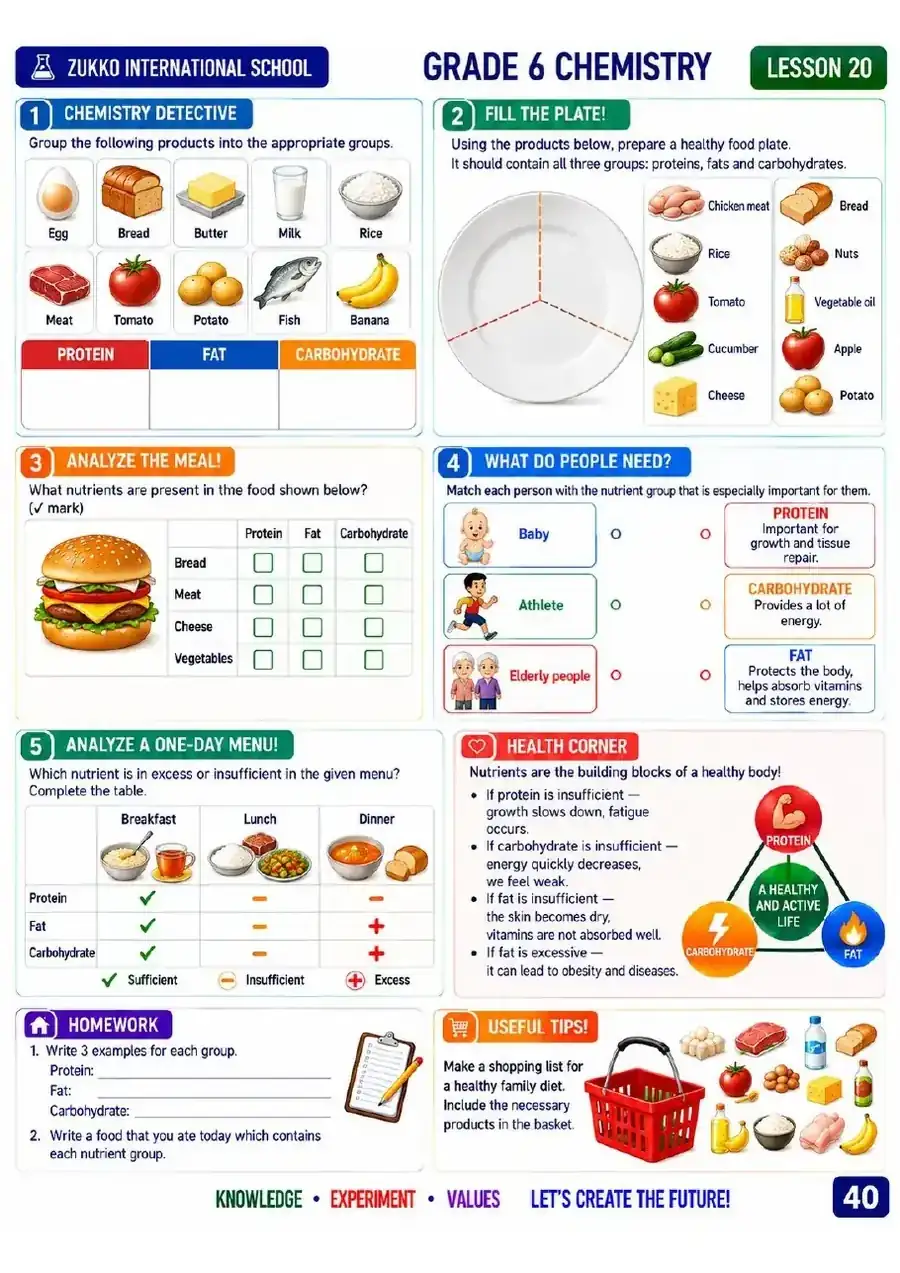 ZUKKO INTERNATIONAL SCHOOL
GRADE 6 CHEMISTRY
LESSON 20
1 CHEMISTRY DETECTIVE
Group the following products into the appropriate groups.
Egg Bread Butter Milk Rice
Meat Tomato Potato Fish Banana
PROTEIN FAT CARBOHYDRATE
2 FILL THE PLATE!
Using the products below, prepare a healthy food plate.
It should contain all three groups: proteins, fats and carbohydrates.
Chicken meat Bread
Rice Nuts
Tomato Vegetable oil
Cucumber Apple
Cheese Potato
3 ANALYZE THE MEAL!
What nutrients are present in thne food shown below?
(✓ mark)
Protein Fat Carbohydrate
Bread
Meat
Cheese
Vegetables
4 WHAT DO PEOPLE NEED?
Match each person with the nutrient group that is especially important for them.
Baby
Athlete
Elderly people
PROTEIN
Important for
growth and tissue
repair.
CARBOHYDRATE
Provides a lot of
energy.
FAT
Protects the body,
helps absorb vitamins
and stores energy.
5 ANALYZE A ONE-DAY MENU!
Which nutrient is in excess or insufficient in the given menu?
Complete the table.
Breakfast Lunch Dinner
Protein ✓ − −
Fat ✓ − +
Carbohydrate ✓ − +
✓ Sufficient − Insufficient + Excess
HEALTH CORNER
Nutrients are the building blocks of a healthy body!
• If protein is insufficient —
growth slows down, fatigue
occurs.
• If carbohydrate is insufficient —
energy quickly decreases,
we feel weak.
• If fat is insufficient —
the skin becomes dry,
vitamins are not absorbed well.
• If fat is excessive —
it can lead to obesity and diseases.
PROTEIN
A HEALTHY
AND ACTIVE
LIFE
CARBOHYDRATE
FAT
HOMEWORK
1. Write 3 examples for each group.
Protein:
Fat:
Carbohydrate:
2. Write a food that you ate today which contains
each nutrient group.
USEFUL TIPS!
Make a shopping list for
a healthy family diet.
Include the necessary
products in the basket.
KNOWLEDGE • EXPERIMENT • VALUES LET'S CREATE THE FUTURE!
40